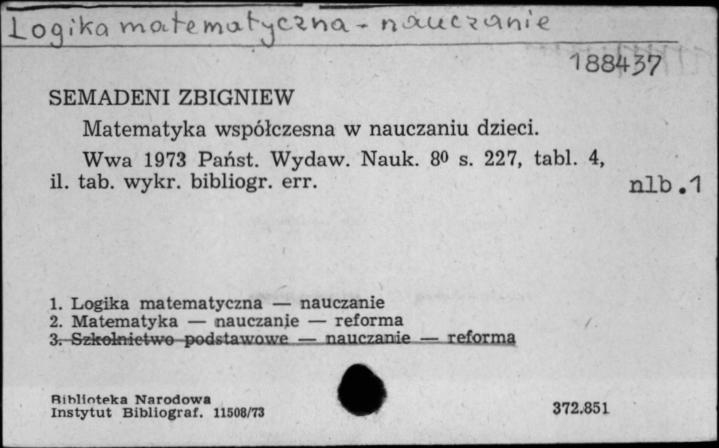 Logika matematyczna - nauczanie
188437
SEMADENI ZBIGNIEW
Matematyka współczesna w nauczaniu dzieci.
Wwa 1973 Państ. Wydaw. Nauk. 8⁰ s. 227, tabl. 4,
il. tab. wykr. bibliogr. err. nlb.1
1. Logika matematyczna — nauczanie
2. Matematyka — nauczanie — reforma
3. Szkolnictwo podstawowe — nauczanie — reforma
Biblioteka Narodowa
Instytut Bibliograf. 11508/73 372.851